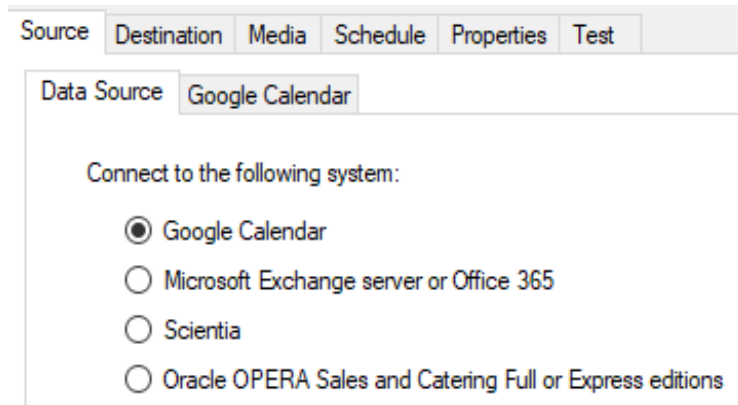 Source Destination Media Schedule Properties Test
Data Source Google Calendar
Connect to the following system:
Google Calendar
Microsoft Exchange server or Office 365
Scientia
Oracle OPERA Sales and Catering Full or Express editions